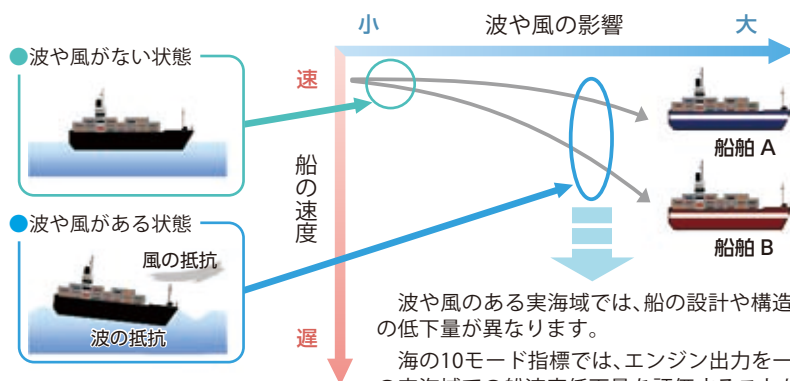 小 波や風の影響 大
●波や風がない状態
速
船の速度
遅
船舶 A
船舶 B
●波や風がある状態
風の抵抗
波の抵抗
波や風のある実海域では、船の設計や構造
の低下量が異なります。
海の10モード指標では、エンジン出力を一